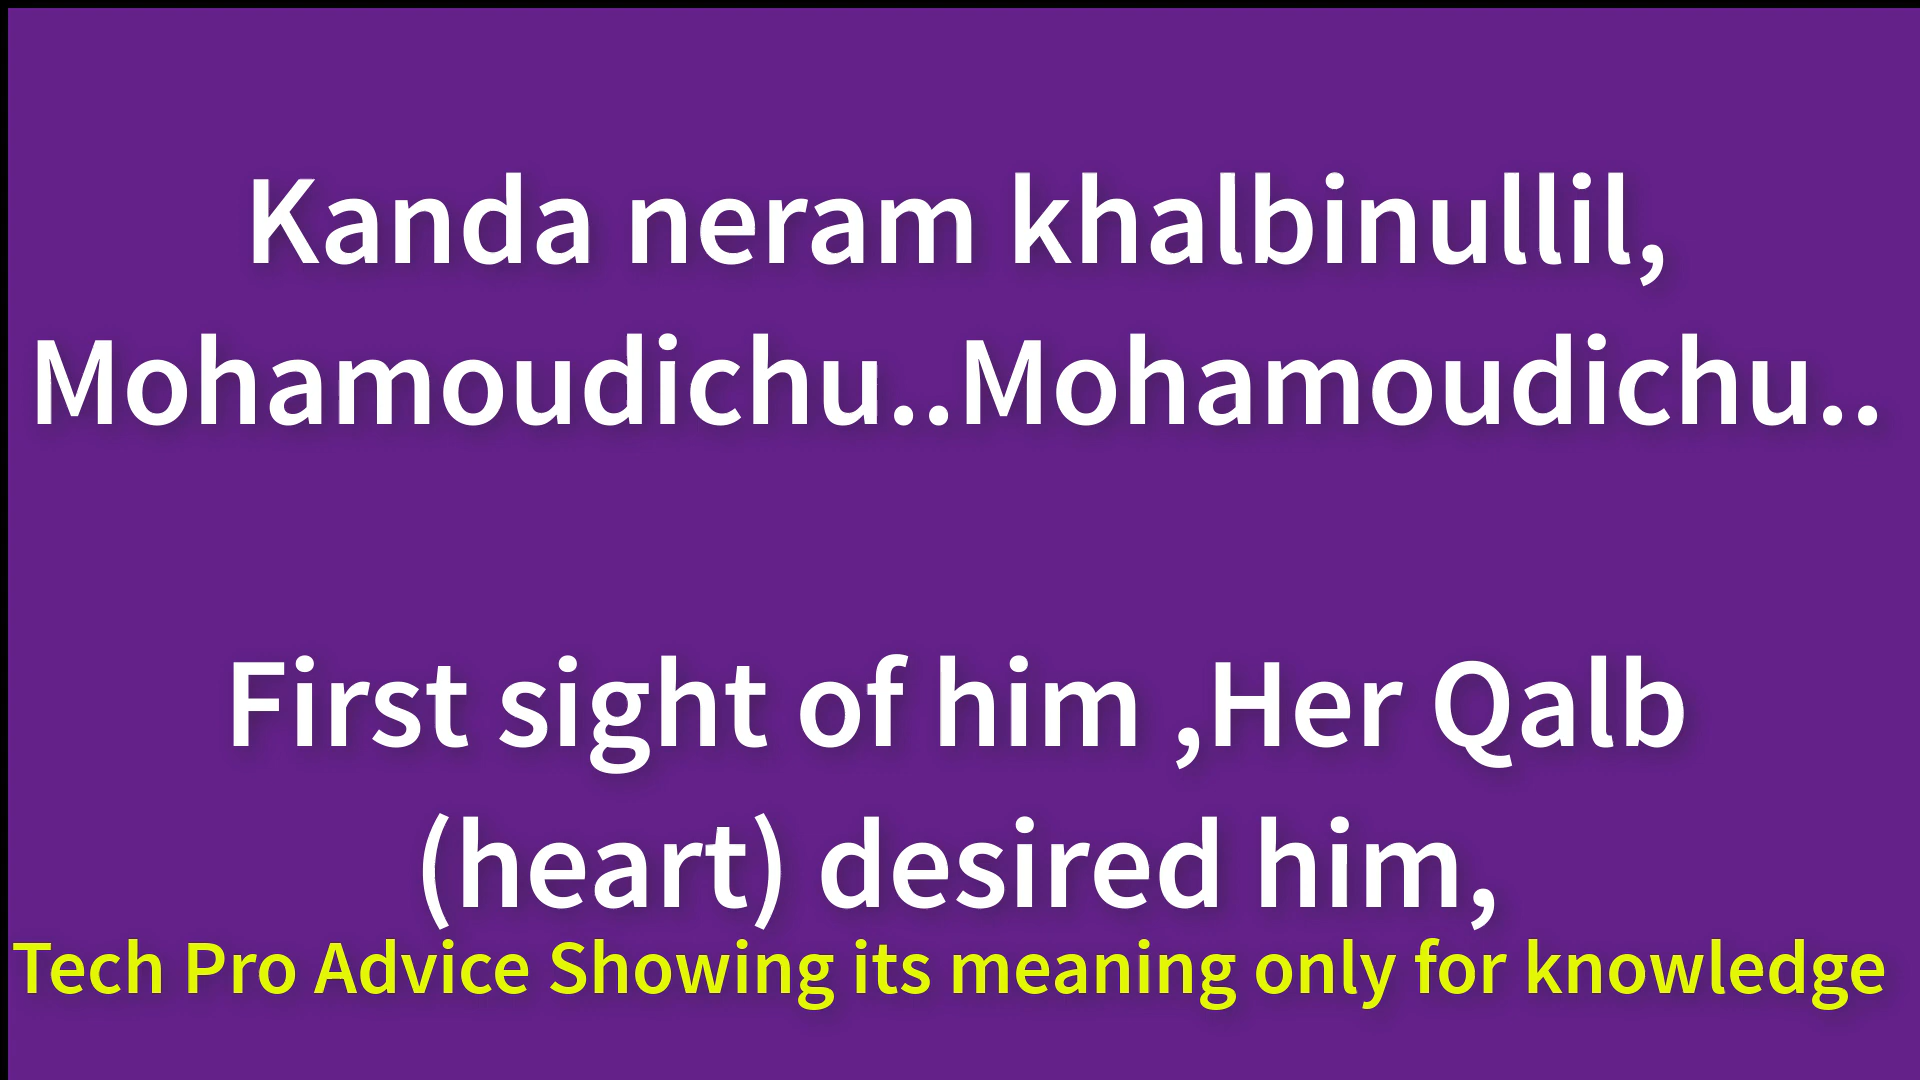 Kanda neram khalbinullil,
Mohamoudichu..Mohamoudichu..
First sight of him ,Her Qalb
(heart) desired him,
Tech Pro Advice Showing its meaning only for knowledge